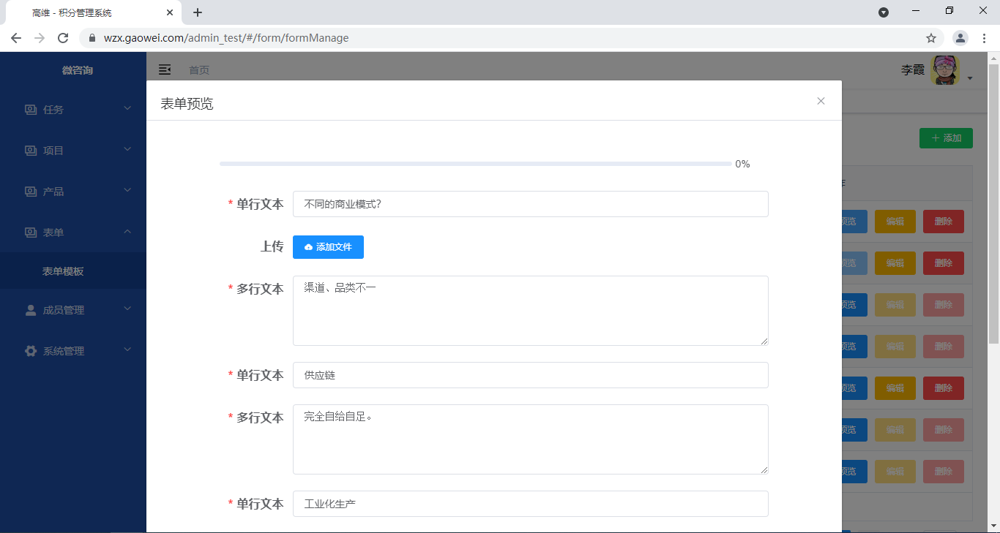 高维 - 积分管理系统
wzx.gaowei.com/admin_test/#/form/formManage
微咨询
首页
李霞
任务
项目
产品
表单
表单模板
成员管理
系统管理
表单预览
0%
* 单行文本 不同的商业模式？
上传 添加文件
* 多行文本 渠道、品类不一
* 单行文本 供应链
* 多行文本 完全自给自足。
* 单行文本 工业化生产
添加
预览 编辑 删除
预览 编辑 删除
预览 编辑 删除
预览 编辑 删除
预览 编辑 删除
预览 编辑 删除
预览 编辑 删除